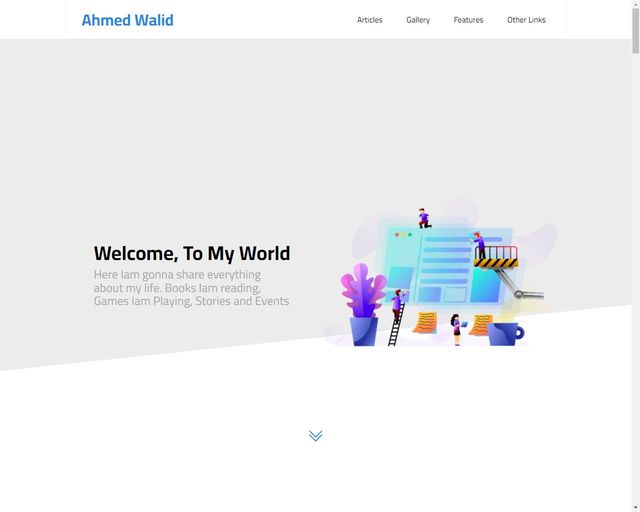 Ahmed Walid
Articles
Gallery
Features
Other Links
Welcome, To My World
Here Iam gonna share everything
about my life. Books Iam reading,
Games Iam Playing, Stories and Events